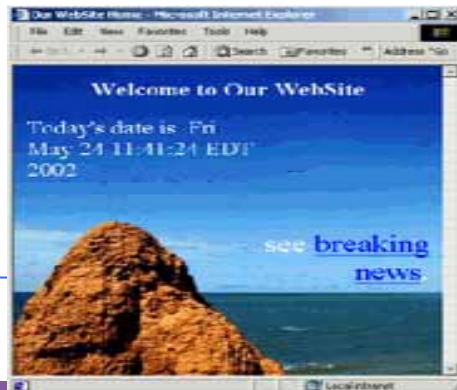 Our WebSite Home - Microsoft Internet Explorer
File Edit View Favorites Tools Help
Search Favorites Address Go
Welcome to Our WebSite
Today's date is Fri
May 24 11:41:24 EDT
2002
see breaking
news.
Local intranet